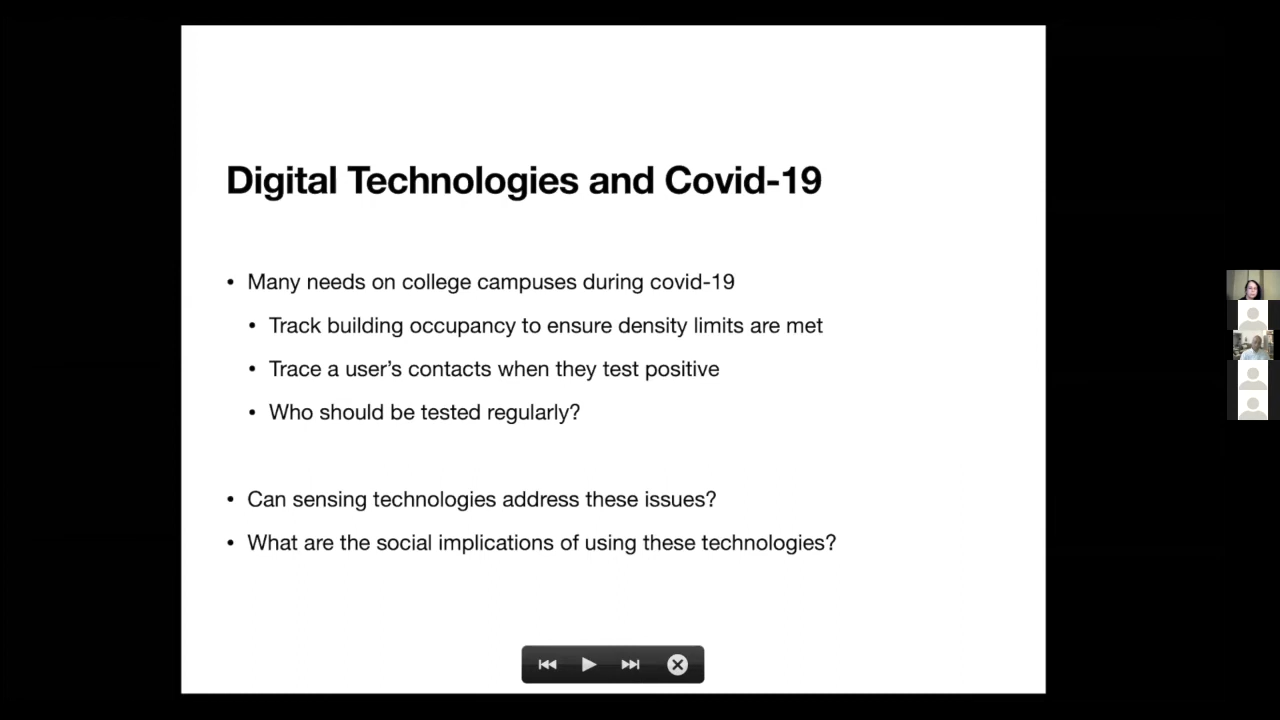 Digital Technologies and Covid-19
• Many needs on college campuses during covid-19
• Track building occupancy to ensure density limits are met
• Trace a user’s contacts when they test positive
• Who should be tested regularly?
• Can sensing technologies address these issues?
• What are the social implications of using these technologies?